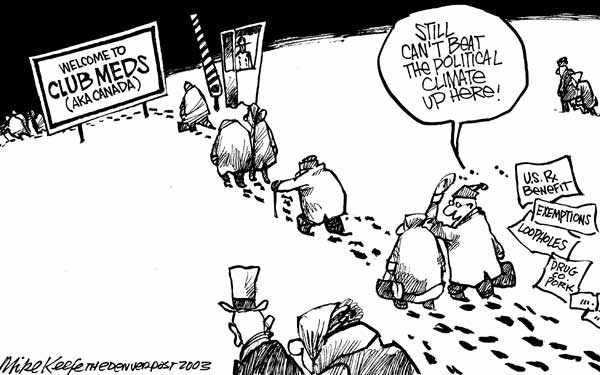 WELCOME TO
CLUB MEDS
(AKA CANADA)
STILL
CAN'T BEAT
THE POLITICAL
CLIMATE
UP HERE!
U.S. Rx
BENEFIT
EXEMPTIONS
LOOPHOLES
DRUG
CO.
PORK
MIKE KEEFE THE DENVER POST 2003